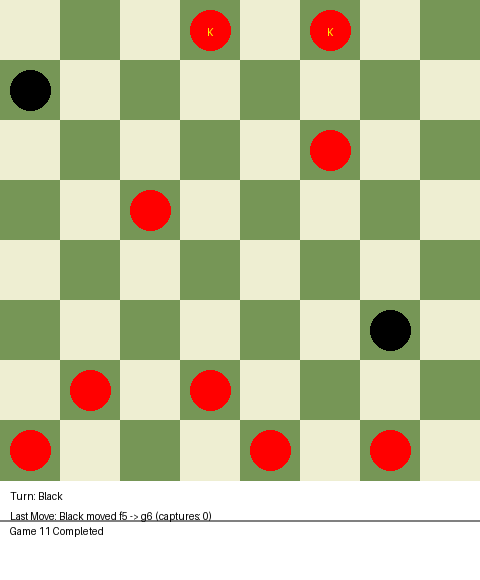 K K
Turn: Black
Last Move: Black moved f5 -> g6 (captures: 0)
Game 11 Completed